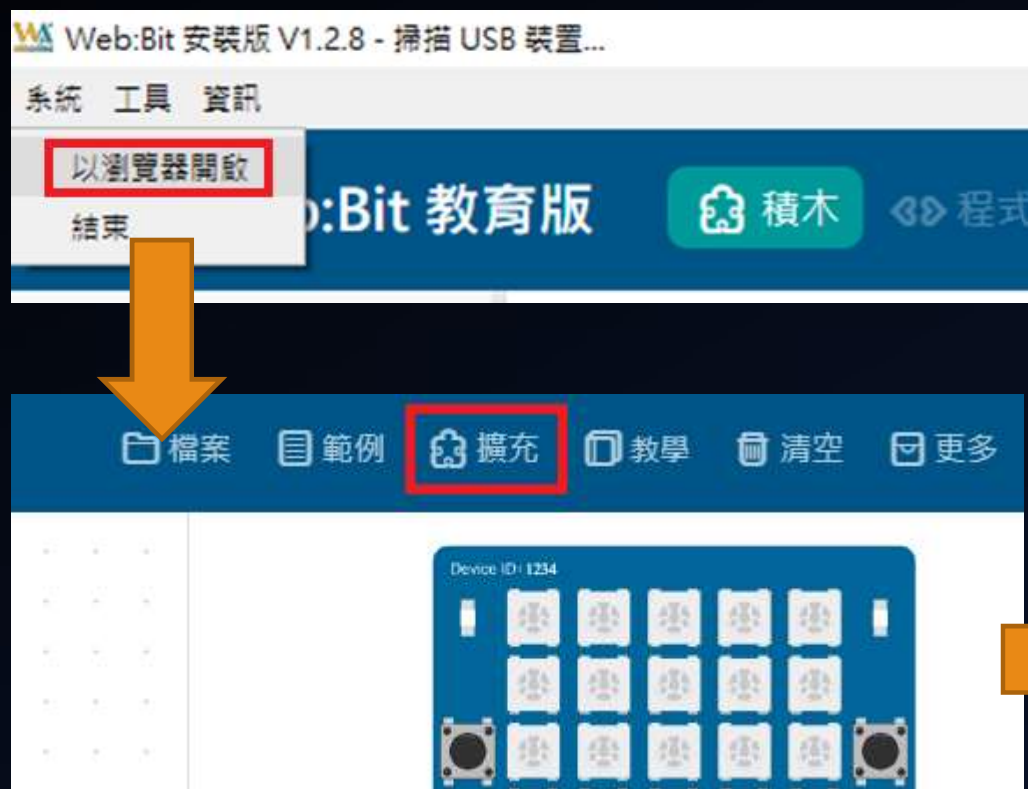 Web:Bit 安裝版 V1.2.8 - 掃描 USB 裝置...
系統 工具 資訊
以瀏覽器開啟
結束
:Bit 教育版 積木 程式
檔案 範例 擴充 教學 清空 更多
Device ID: 1234